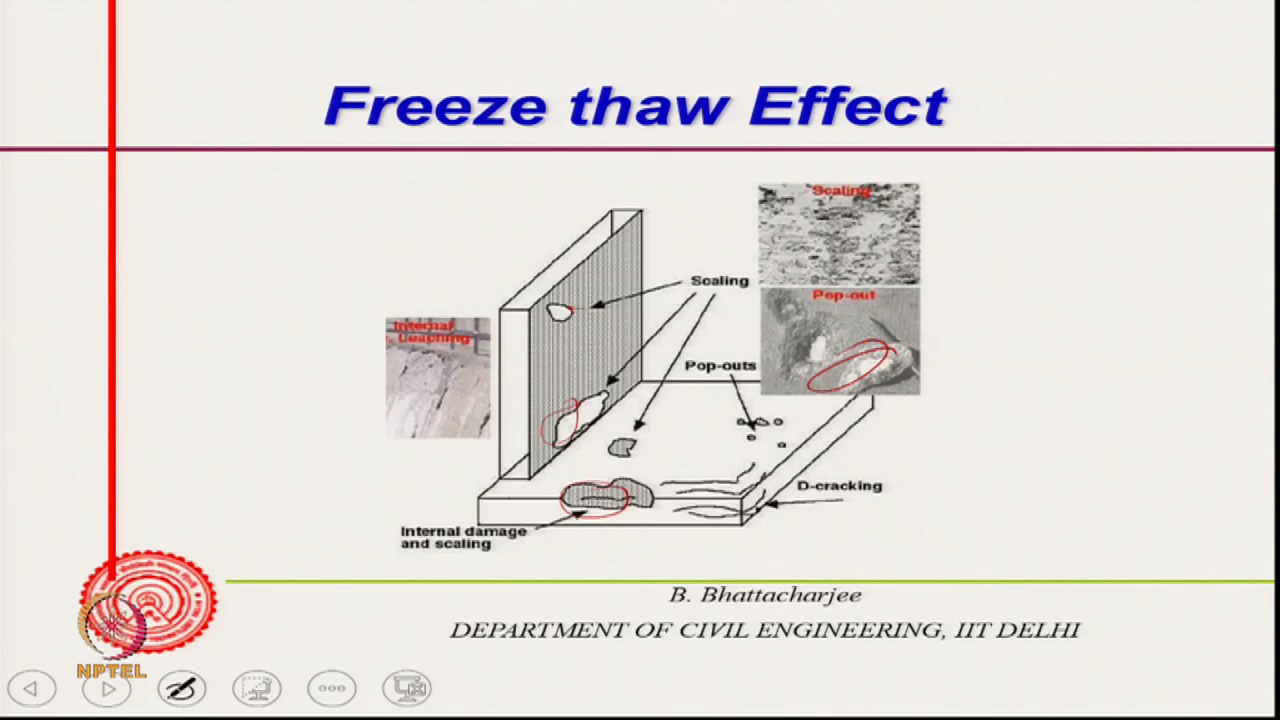 Freeze thaw Effect
Scaling
Scaling
Pop-out
Internal
Leaching
Pop-outs
D-cracking
Internal damage
and scaling
B. Bhattacharjee
DEPARTMENT OF CIVIL ENGINEERING, IIT DELHI
NPTEL